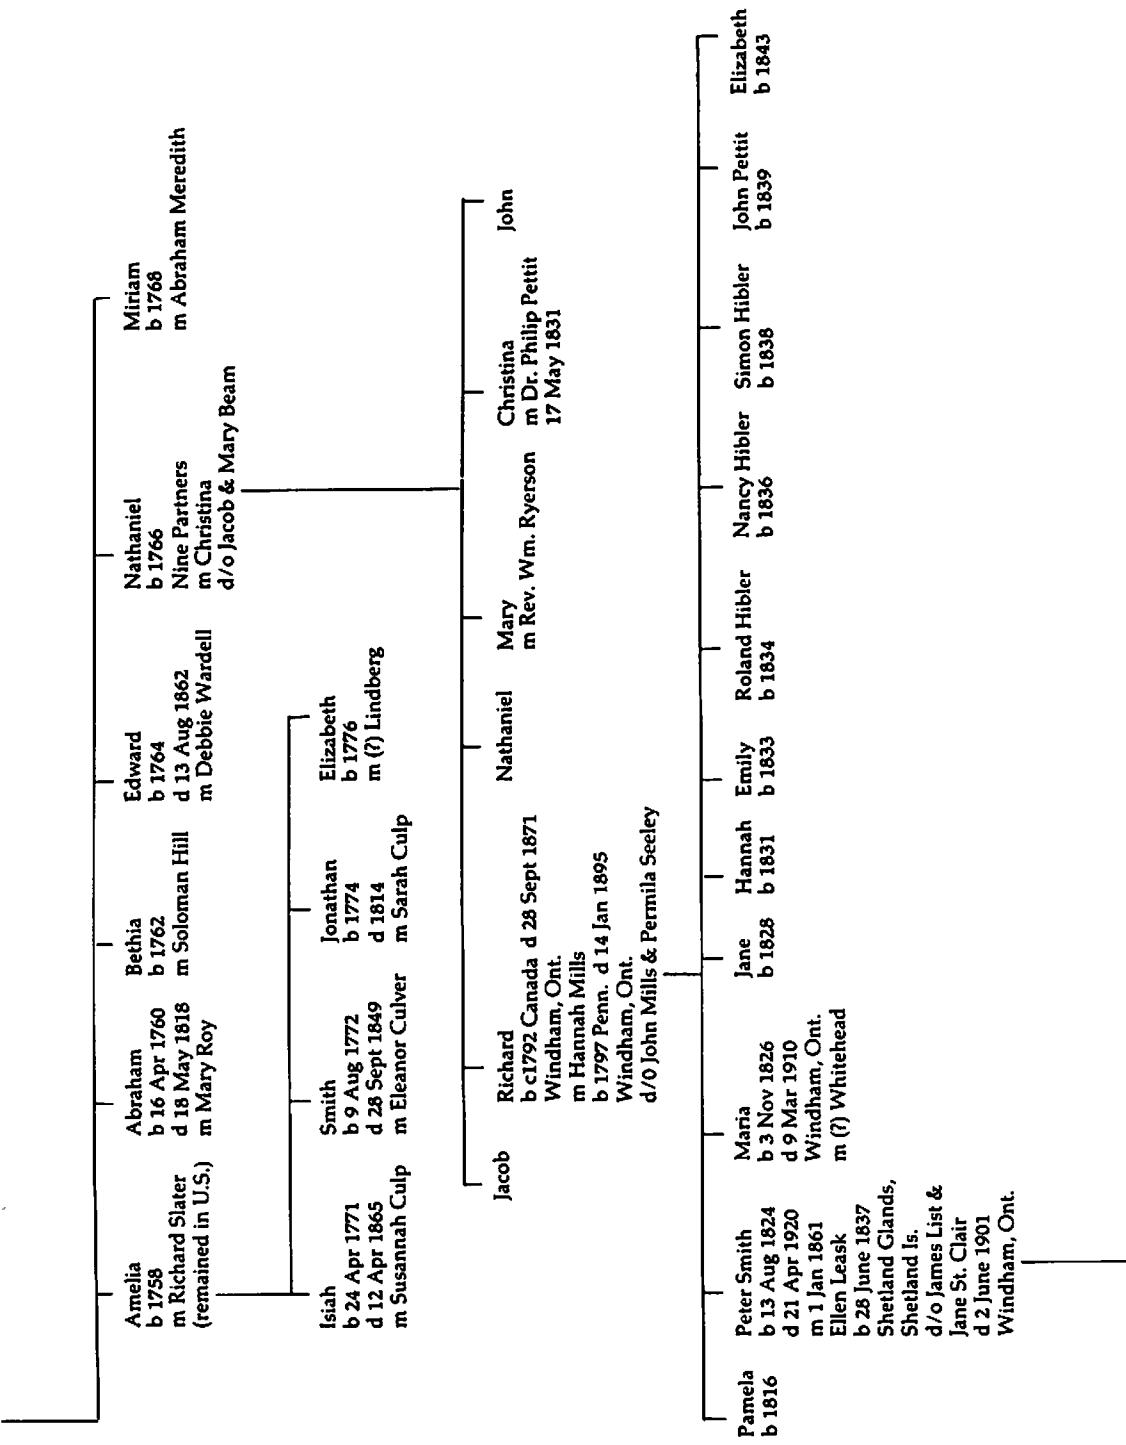 Amelia
b 1758
m Richard Slater
(remained in U.S.)
Abraham
b 16 Apr 1760
d 18 May 1818
m Mary Roy
Bethia
b 1762
m Soloman Hill
Edward
b 1764
d 13 Aug 1862
m Debbie Wardell
Nathaniel
b 1766
Nine Partners
m Christina
d/o Jacob & Mary Beam
Miriam
b 1768
m Abraham Meredith
Isiah
b 24 Apr 1771
d 12 Apr 1865
m Susannah Culp
Smith
b 9 Aug 1772
d 28 Sept 1849
m Eleanor Culver
Jonathan
b 1774
d 1814
m Sarah Culp
Elizabeth
b 1776
m (?) Lindberg
Jacob
Richard
b c1792 Canada d 28 Sept 1871
Windham, Ont.
m Hannah Mills
b 1797 Penn. d 14 Jan 1895
Windham, Ont.
d/o John Mills & Permila Seeley
Nathaniel
Mary
m Rev. Wm. Ryerson
Christina
m Dr. Philip Pettit
17 May 1831
John
Pamela
b 1816
Peter Smith
b 13 Aug 1824
d 21 Apr 1920
m 1 Jan 1861
Ellen Leask
b 28 June 1837
Shetland Glands,
Shetland Is.
d/o James List &
Jane St. Clair
d 2 June 1901
Windham, Ont.
Maria
b 3 Nov 1826
d 9 Mar 1910
Windham, Ont.
m (?) Whitehead
Jane
b 1828
Hannah
b 1831
Emily
b 1833
Roland Hibler
b 1834
Nancy Hibler
b 1836
Simon Hibler
b 1838
John Pettit
b 1839
Elizabeth
b 1843